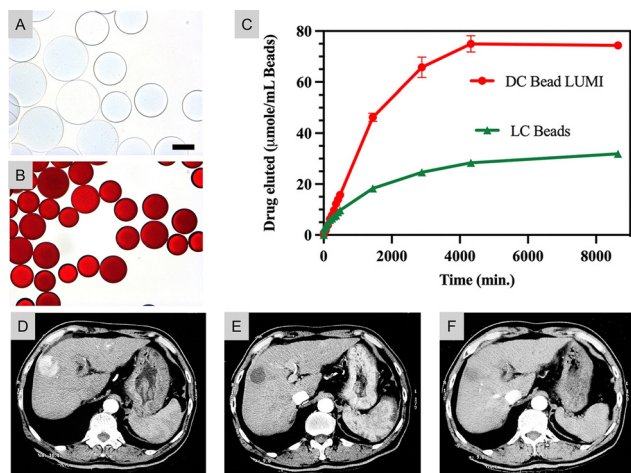 A
B
C
80
60
40
20
0
Drug eluted (μmole/mL Beads)
DC Bead LUMI
LC Beads
0
2000
4000
6000
8000
Time (min.)
D
E
F